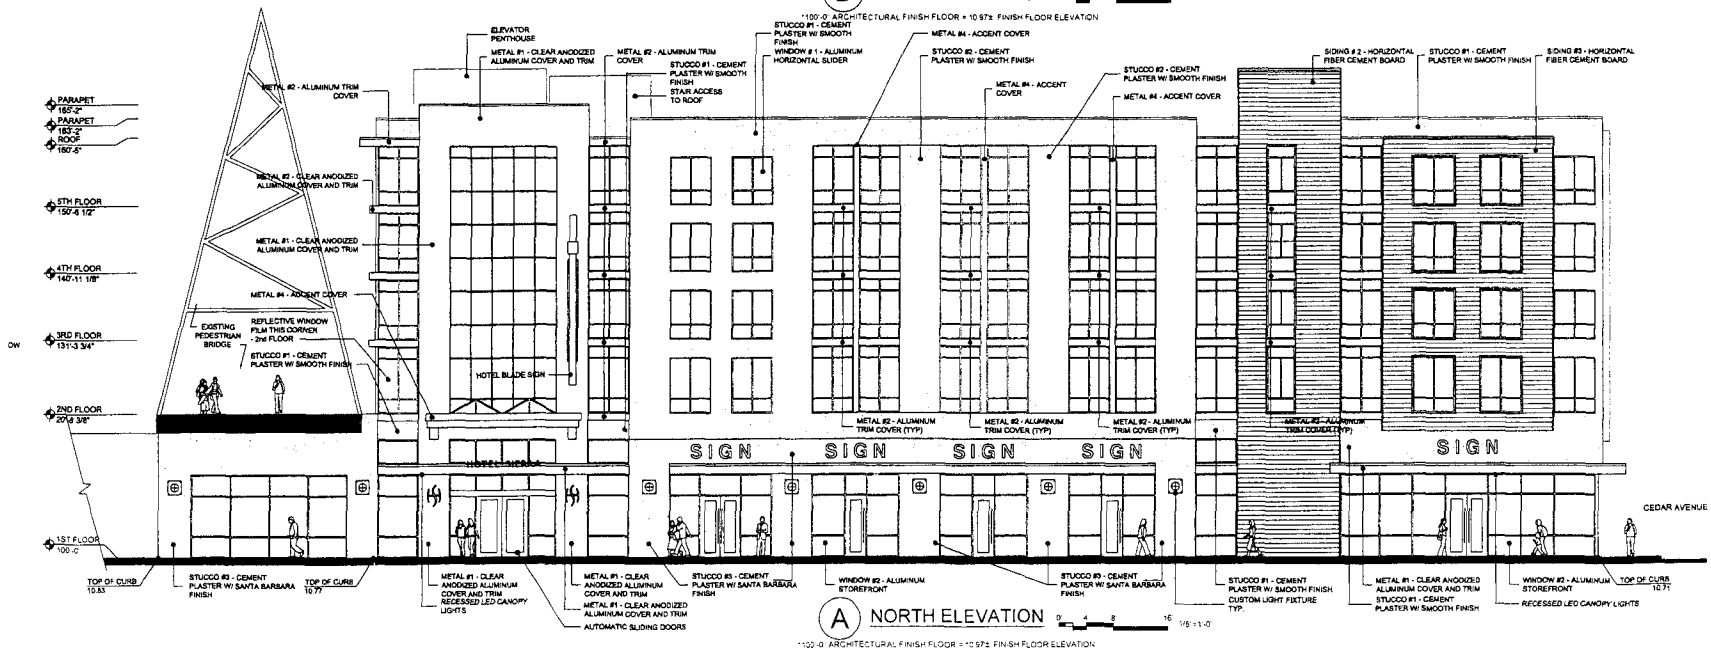 "100'-0" ARCHITECTURAL FINISH FLOOR = 10.97± FINISH FLOOR ELEVATION
ELEVATOR
PENTHOUSE
METAL #1 - CLEAR ANODIZED
ALUMINUM COVER AND TRIM
METAL #2 - ALUMINUM TRIM
COVER
METAL #2 - ALUMINUM TRIM
COVER
STUCCO #1 - CEMENT
PLASTER W/ SMOOTH
FINISH
STAIR ACCESS
TO ROOF
STUCCO #1 - CEMENT
PLASTER W/ SMOOTH
FINISH
WINDOW #1 - ALUMINUM
HORIZONTAL SLIDER
METAL #4 - ACCENT COVER
STUCCO #2 - CEMENT
PLASTER W/ SMOOTH FINISH
METAL #4 - ACCENT
COVER
STUCCO #2 - CEMENT
PLASTER W/ SMOOTH FINISH
METAL #4 - ACCENT COVER
SIDING #2 - HORIZONTAL
FIBER CEMENT BOARD
STUCCO #1 - CEMENT
PLASTER W/ SMOOTH FINISH
SIDING #3 - HORIZONTAL
FIBER CEMENT BOARD
PARAPET
165'-2"
PARAPET
163'-2"
ROOF
160'-6"
5TH FLOOR
150'-6 1/2"
4TH FLOOR
140'-11 1/8"
3RD FLOOR
131'-3 3/4"
2ND FLOOR
1ST FLOOR
OW
METAL #2 - CLEAR ANODIZED
ALUMINUM COVER AND TRIM
METAL #1 - CLEAR ANODIZED
ALUMINUM COVER AND TRIM
METAL #4 - ACCENT COVER
EXISTING
PEDESTRIAN
BRIDGE
REFLECTIVE WINDOW
FILM THIS CORNER
- 2nd FLOOR
STUCCO #1 - CEMENT
PLASTER W/ SMOOTH FINISH
HOTEL BLADE SIGN
METAL #2 - ALUMINUM
TRIM COVER (TYP)
METAL #2 - ALUMINUM
TRIM COVER (TYP)
METAL #2 - ALUMINUM
TRIM COVER (TYP)
METAL #2 - ALUMINUM
TRIM COVER (TYP)
HOTEL SIERRA
SIGN
SIGN
SIGN
SIGN
SIGN
CEDAR AVENUE
TOP OF CURB
10.83
STUCCO #3 - CEMENT
PLASTER W/ SANTA BARBARA
FINISH
TOP OF CURB
10.77
METAL #1 - CLEAR
ANODIZED ALUMINUM
COVER AND TRIM
RECESSED LED CANOPY
LIGHTS
METAL #1 - CLEAR
ANODIZED ALUMINUM
COVER AND TRIM
METAL #1 - CLEAR ANODIZED
ALUMINUM COVER AND TRIM
AUTOMATIC SLIDING DOORS
STUCCO #3 - CEMENT
PLASTER W/ SANTA BARBARA
FINISH
WINDOW #2 - ALUMINUM
STOREFRONT
STUCCO #3 - CEMENT
PLASTER W/ SANTA BARBARA
FINISH
STUCCO #1 - CEMENT
PLASTER W/ SMOOTH FINISH
CUSTOM LIGHT FIXTURE
TYP.
METAL #1 - CLEAR ANODIZED
ALUMINUM COVER AND TRIM
STUCCO #1 - CEMENT
PLASTER W/ SMOOTH FINISH
WINDOW #2 - ALUMINUM
STOREFRONT
RECESSED LED CANOPY LIGHTS
TOP OF CURB
10.71
A NORTH ELEVATION 0' 4 8 16' 1/8"=1'-0"
"100'-0" ARCHITECTURAL FINISH FLOOR = 10.97± FINISH FLOOR ELEVATION